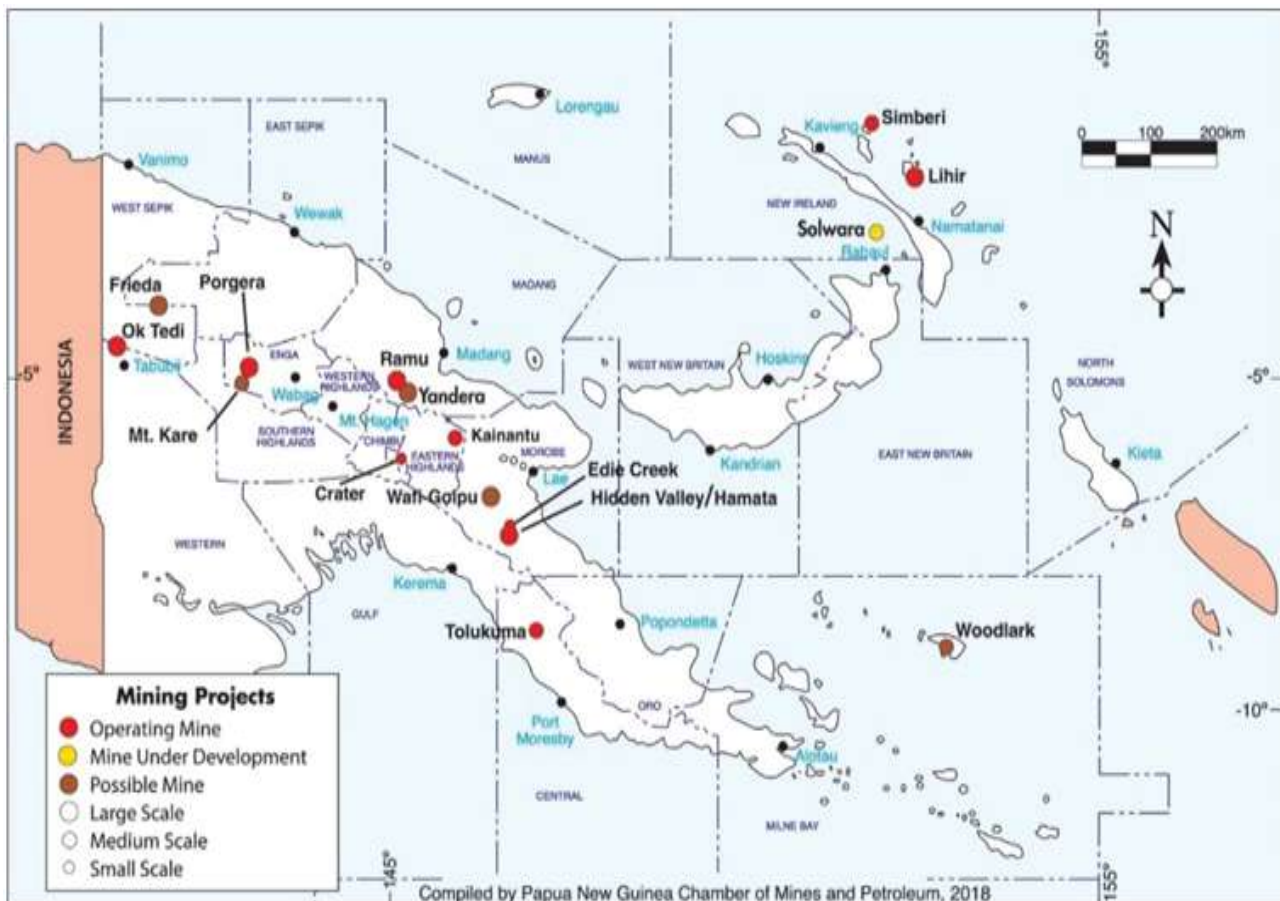 155°
Lorengau
EAST SEPIK
MANUS
Simberi
Kavieng
0 100 200km
Vanimo
Lihir
WEST SEPIK
NEW IRELAND
Wewak
Namatanai
Solwara
N
Rabaul
Frieda
Porgera
MADANG
Ok Tedi
INDONESIA
ENGA
Ramu
Madang
Tabubil
WEST NEW BRITAIN
Hoskins
NORTH
SOLOMONS
-5°
-5°
WESTERN
HIGHLANDS
Yandera
Wabag
Mt. Hagen
Mt. Kare
SOUTHERN
HIGHLANDS
CHIMBU
Kainantu
EASTERN
HIGHLANDS
MOROBE
Edie Creek
Kandrian
EAST NEW BRITAIN
Kieta
Crater
Lae
Wafi-Golpu
Hidden Valley/Hamata
WESTERN
Kerema
GULF
Tolukuma
Popondetta
Woodlark
Mining Projects
Operating Mine
Mine Under Development
Possible Mine
Large Scale
Medium Scale
Small Scale
ORO
Port
Moresby
-10°
Alotau
CENTRAL
MILNE BAY
145°
155°
Compiled by Papua New Guinea Chamber of Mines and Petroleum, 2018